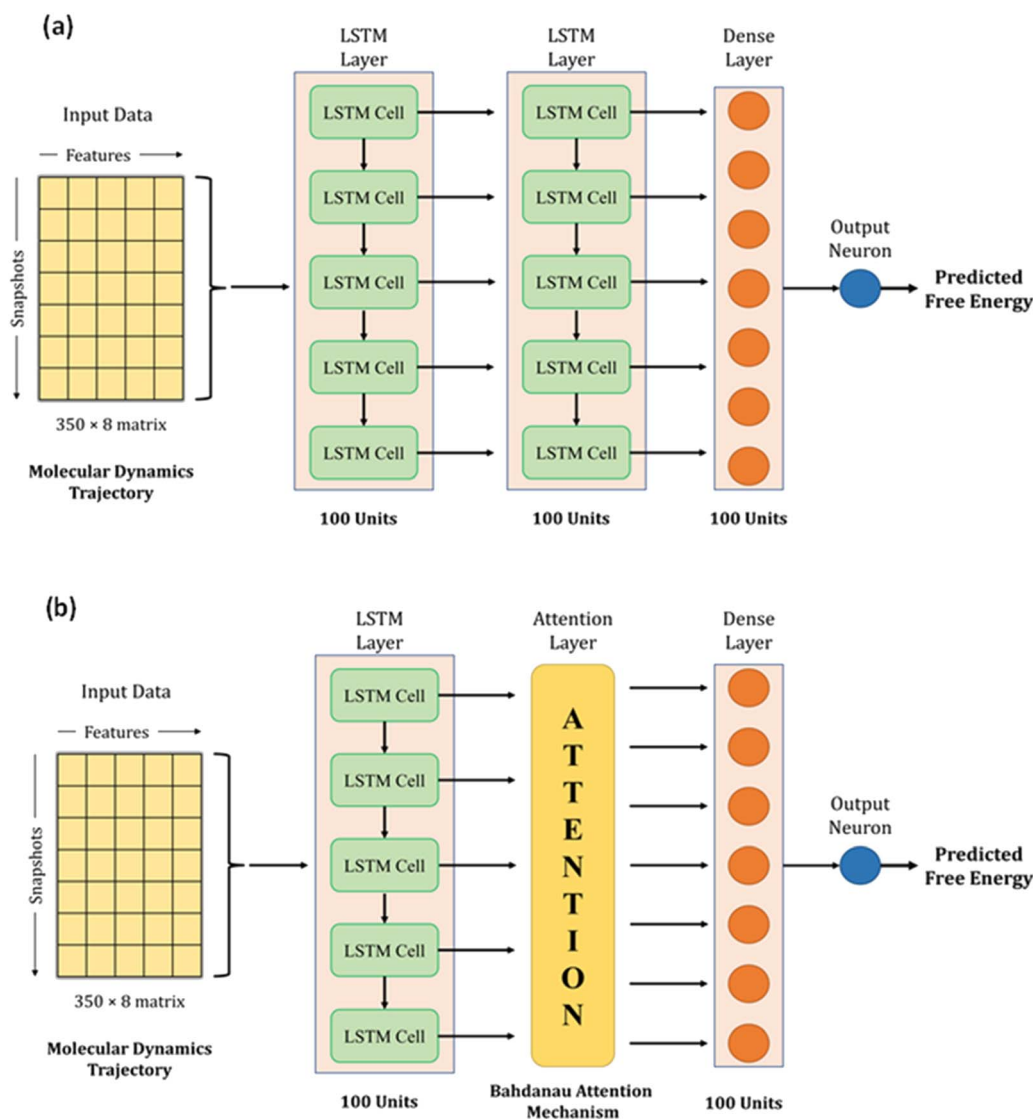 (a)
LSTM
Layer
LSTM
Layer
Dense
Layer
Input Data
Features
Snapshots
350 × 8 matrix
Molecular Dynamics
Trajectory
LSTM Cell
LSTM Cell
LSTM Cell
LSTM Cell
LSTM Cell
100 Units
LSTM Cell
LSTM Cell
LSTM Cell
LSTM Cell
LSTM Cell
100 Units
100 Units
Output
Neuron
Predicted
Free Energy
(b)
LSTM
Layer
Attention
Layer
Dense
Layer
Input Data
Features
Snapshots
350 × 8 matrix
Molecular Dynamics
Trajectory
LSTM Cell
LSTM Cell
LSTM Cell
LSTM Cell
LSTM Cell
100 Units
ATTENTION
Bahdanau Attention
Mechanism
100 Units
Output
Neuron
Predicted
Free Energy